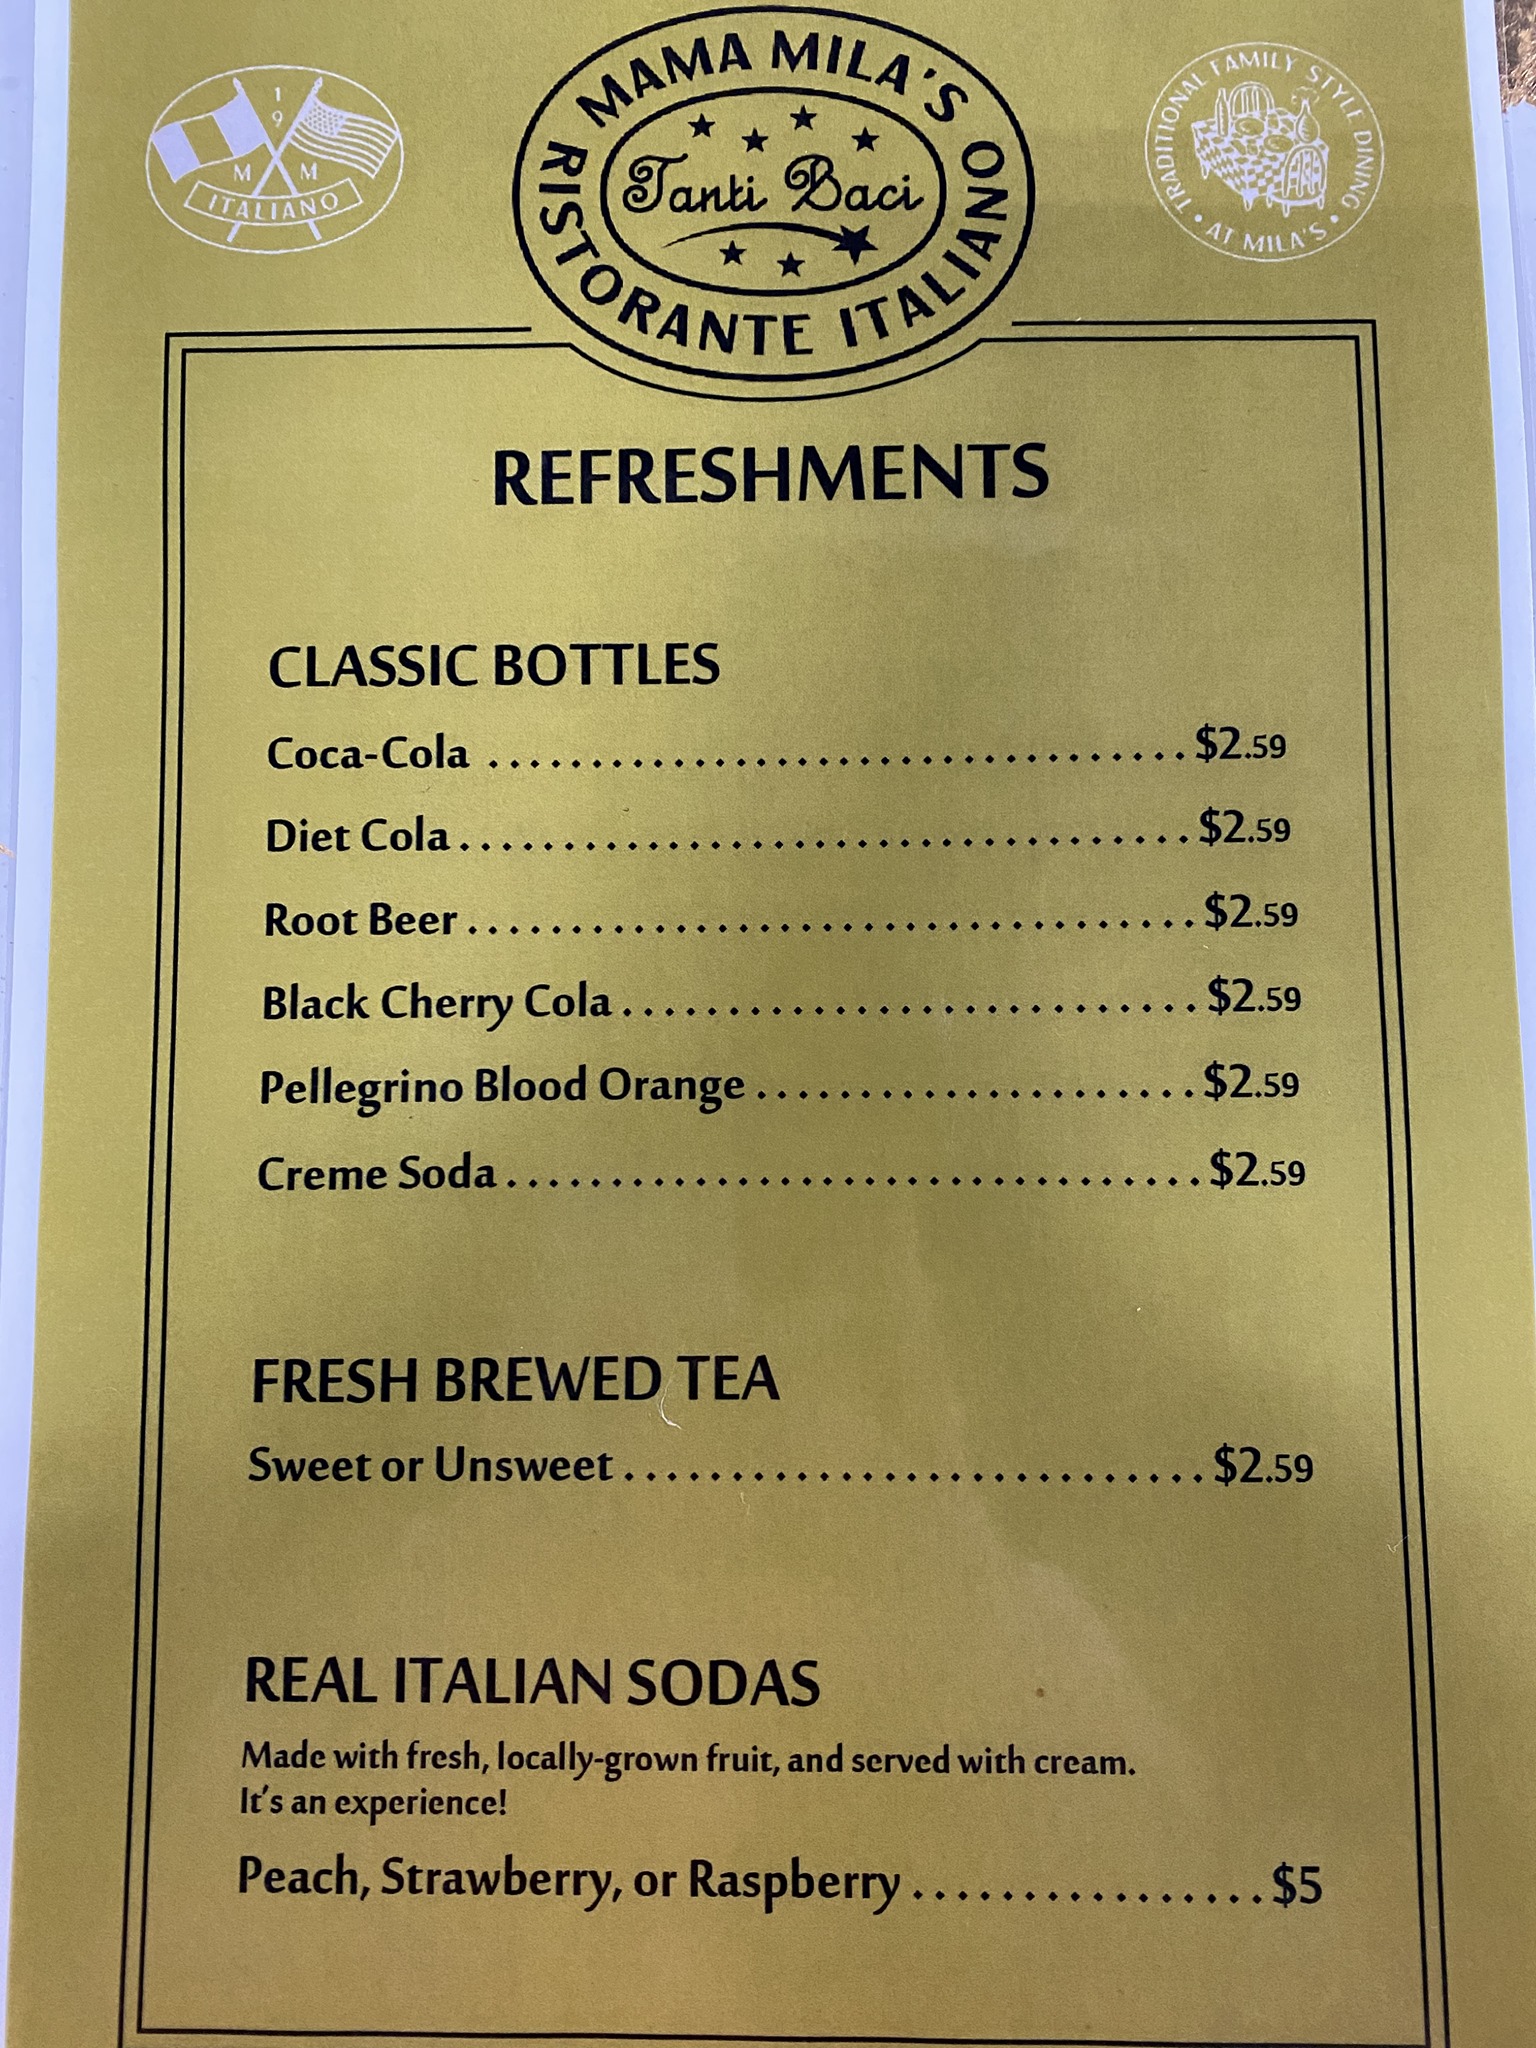 19
M M
ITALIANO
MAMA MILA'S
Tanti Baci
RISTORANTE ITALIANO
TRADITIONAL FAMILY STYLE DINING
• AT MILA'S •
REFRESHMENTS
CLASSIC BOTTLES
Coca-Cola .................................. $2.59
Diet Cola ................................... $2.59
Root Beer ................................... $2.59
Black Cherry Cola ............................ $2.59
Pellegrino Blood Orange ..................... $2.59
Creme Soda .................................. $2.59
FRESH BREWED TEA
Sweet or Unsweet ............................ $2.59
REAL ITALIAN SODAS
Made with fresh, locally-grown fruit, and served with cream.
It's an experience!
Peach, Strawberry, or Raspberry ................. $5